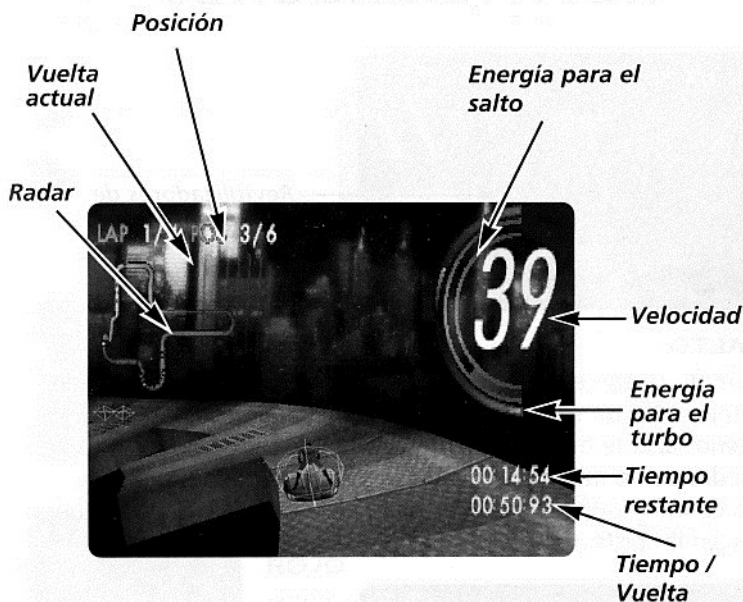 Posición
Vuelta
actual
Energía para el
salto
Radar
LAP 1/ 3/6
39
Velocidad
Energía
para el
turbo
00:14:54
Tiempo
restante
00:50:93
Tiempo /
Vuelta